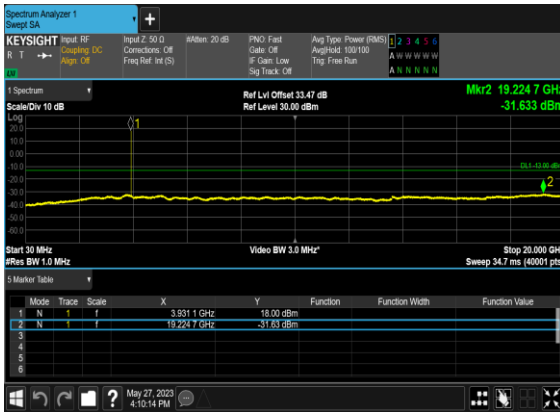 Spectrum Analyzer 1
Swept SA
+
KEYSIGHT
R T
Input: RF
Coupling: DC
Align: Off
Input Z: 50 Ω
Corrections: Off
Freq Ref: Int (S)
#Atten: 20 dB
PNO: Fast
Gate: Off
IF Gain: Low
Sig Track: Off
Avg Type: Power (RMS)
Avg|Hold: 100/100
Trig: Free Run
1 2 3 4 5 6
A W W W W W
A N N N N N
1 Spectrum
Scale/Div 10 dB
Ref Lvl Offset 33.47 dB
Ref Level 30.00 dBm
Mkr2 19.224 7 GHz
-31.633 dBm
Log
20.0
10.0
0.00
-10.0
-20.0
-30.0
-40.0
-50.0
-60.0
1
DL1 -13.00 dBm
2
Start 30 MHz
#Res BW 1.0 MHz
Video BW 3.0 MHz*
Stop 20.000 GHz
Sweep 34.7 ms (40001 pts)
5 Marker Table
Mode Trace Scale X Y Function Function Width Function Value
1 N 1 f 3.931 1 GHz 18.00 dBm
2 N 1 f 19.224 7 GHz -31.63 dBm
3
4
5
6
?
May 27, 2023
4:10:14 PM